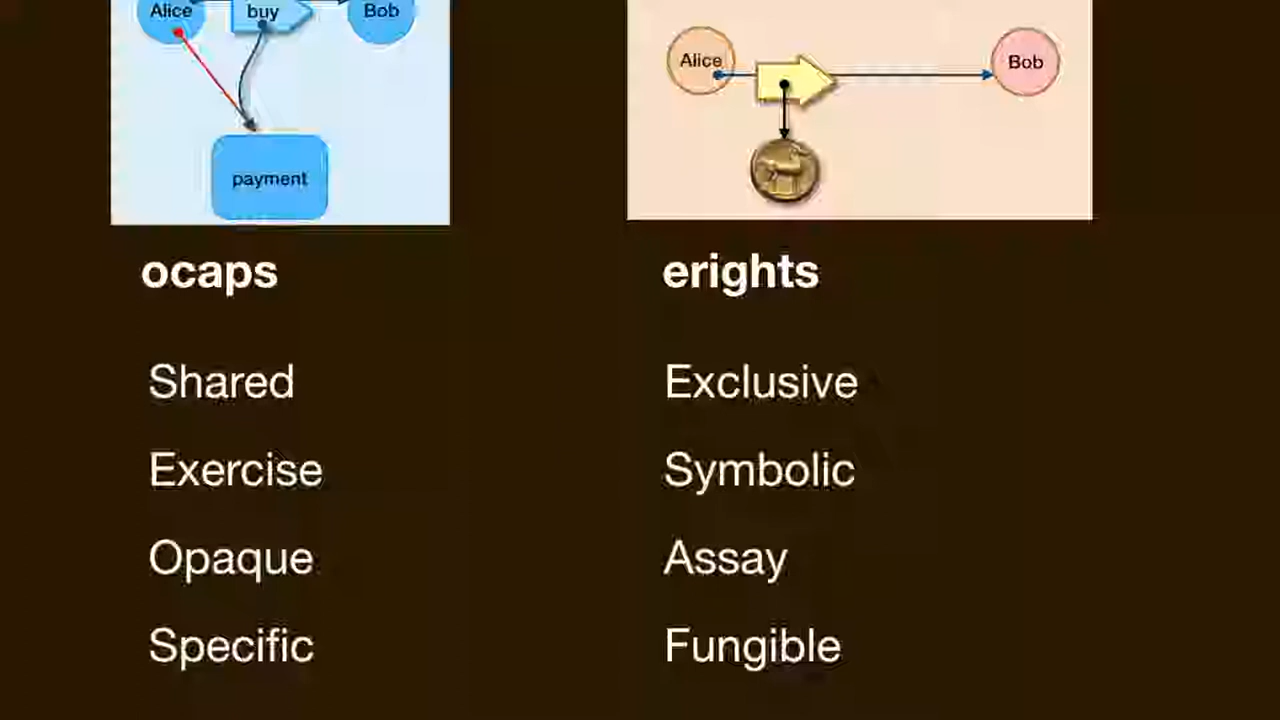 Alice buy Bob
payment
Alice Bob
ocaps erights
Shared Exclusive
Exercise Symbolic
Opaque Assay
Specific Fungible